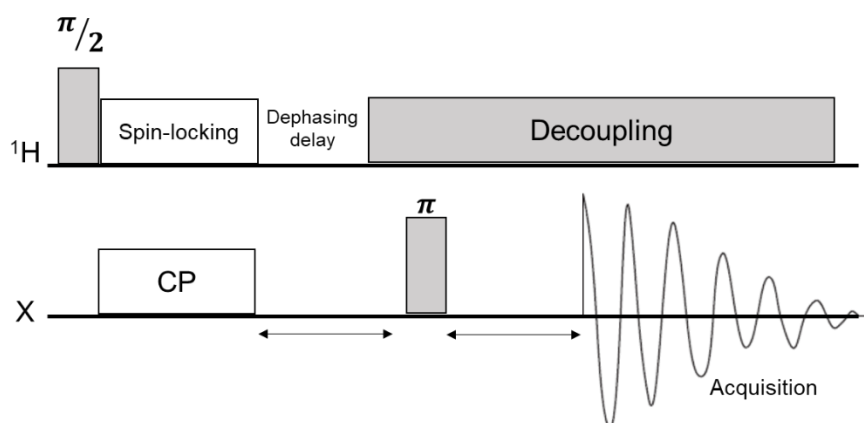 π/2
Spin-locking
Dephasing
delay
Decoupling
¹H
π
CP
X
Acquisition